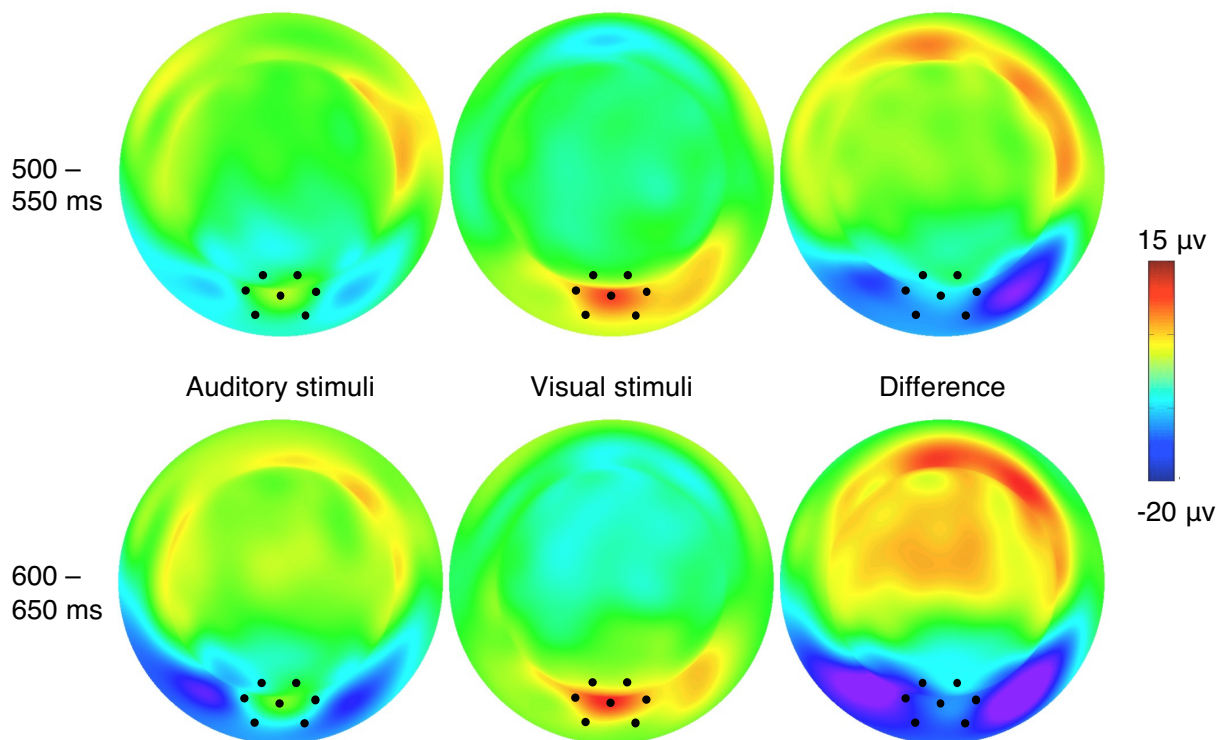 500 –
550 ms
15 μv
Auditory stimuli
Visual stimuli
Difference
-20 μv
600 –
650 ms